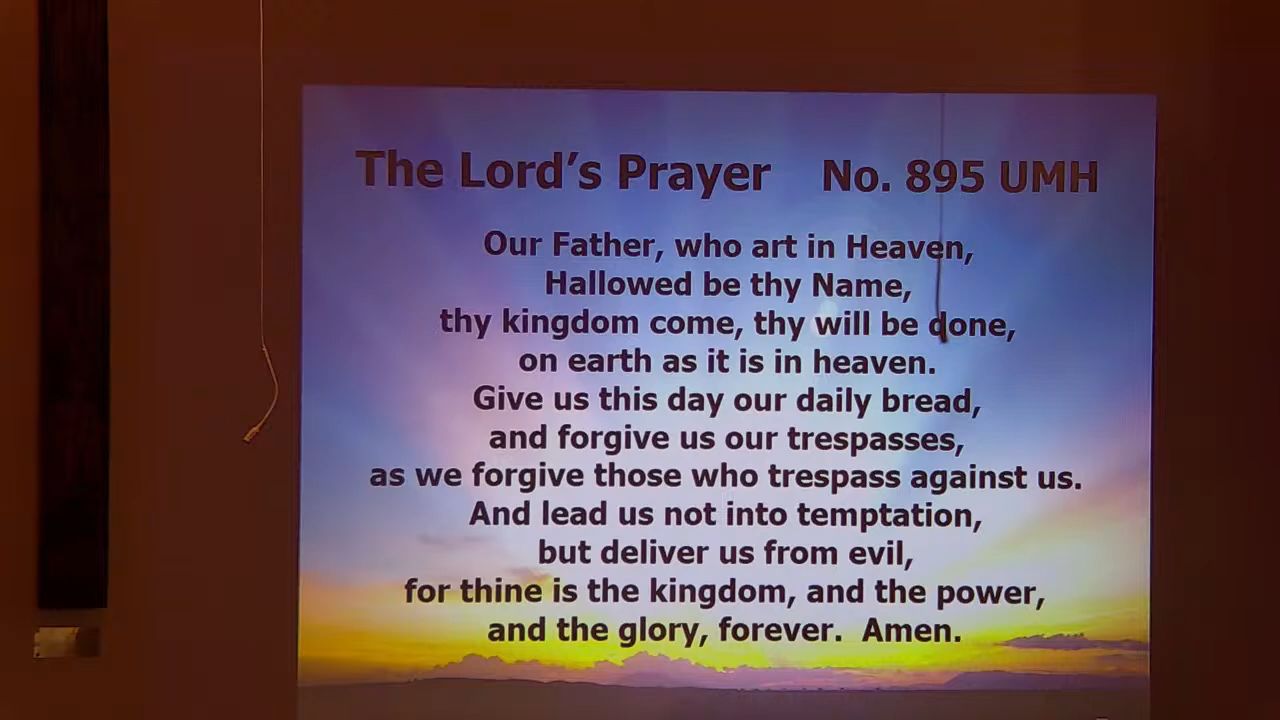 The Lord’s Prayer No. 895 UMH
Our Father, who art in Heaven,
Hallowed be thy Name,
thy kingdom come, thy will be done,
on earth as it is in heaven.
Give us this day our daily bread,
and forgive us our trespasses,
as we forgive those who trespass against us.
And lead us not into temptation,
but deliver us from evil,
for thine is the kingdom, and the power,
and the glory, forever. Amen.